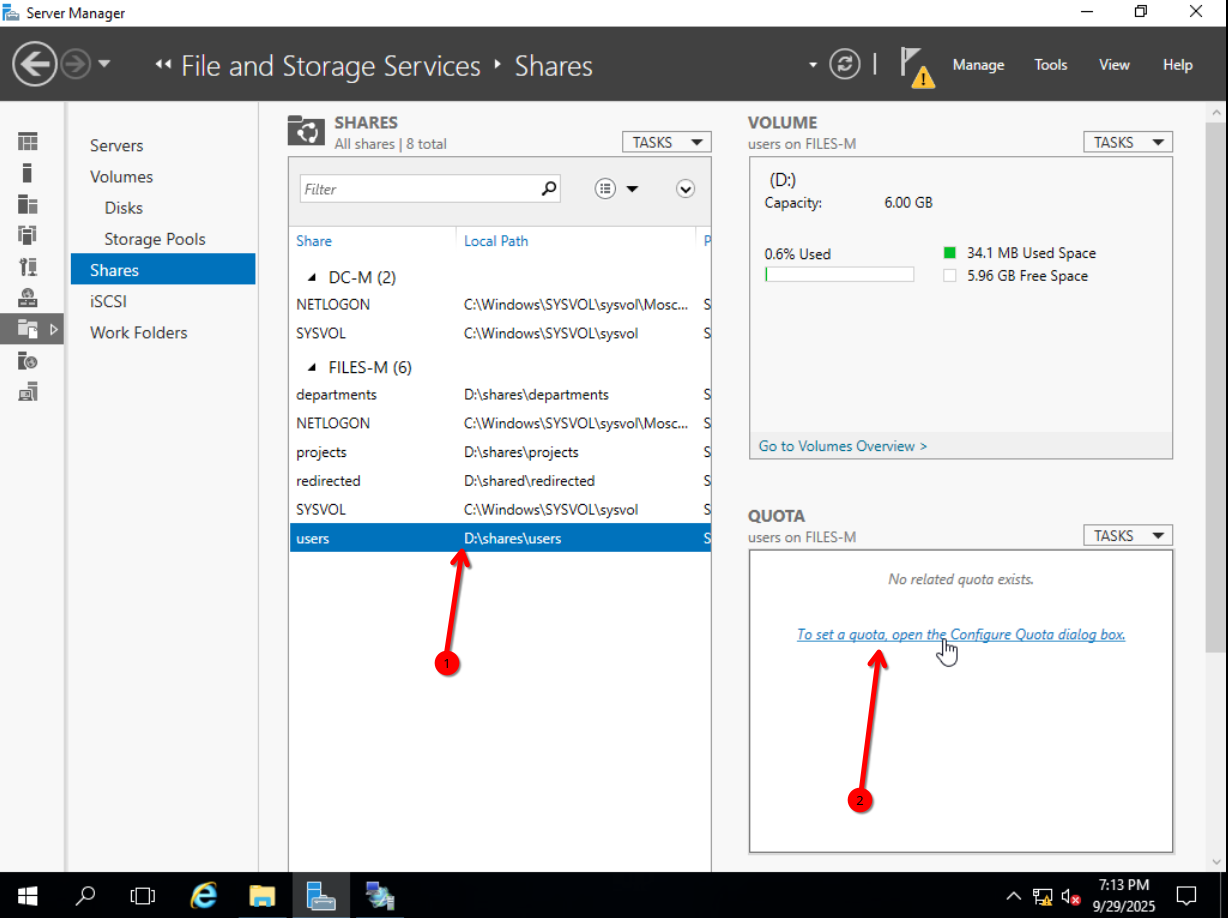 Server Manager
File and Storage Services
Shares
Manage
Tools
View
Help
Servers
Volumes
Disks
Storage Pools
Shares
iSCSI
Work Folders
SHARES
All shares | 8 total
TASKS
Filter
Share Local Path P
DC-M (2)
NETLOGON C:\Windows\SYSVOL\sysvol\Mosc... S
SYSVOL C:\Windows\SYSVOL\sysvol S
FILES-M (6)
departments D:\shares\departments S
NETLOGON C:\Windows\SYSVOL\sysvol\Mosc... S
projects D:\shares\projects S
redirected D:\shared\redirected S
SYSVOL C:\Windows\SYSVOL\sysvol S
users D:\shares\users S
1
VOLUME
users on FILES-M
TASKS
(D:)
Capacity: 6.00 GB
0.6% Used
34.1 MB Used Space
5.96 GB Free Space
Go to Volumes Overview >
QUOTA
users on FILES-M
TASKS
No related quota exists.
To set a quota, open the Configure Quota dialog box.
2
7:13 PM
9/29/2025